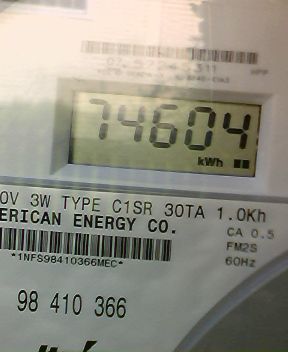 74604
kWh
0V 3W TYPE C1SR 30TA 1.0Kh
ERICAN ENERGY CO.
CA 0.5
FM2S
60Hz
*1NFS98410366MEC*
98 410 366